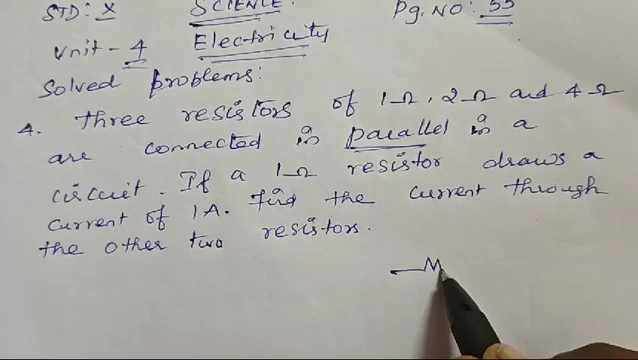 STD: X SCIENCE Pg. NO: 55
Unit - 4 Electricity
Solved problems:
4. Three resistors of 1Ω, 2Ω and 4Ω
are connected in parallel in a
circuit. If a 1Ω resistor draws a
current of 1A. Find the current through
the other two resistors.